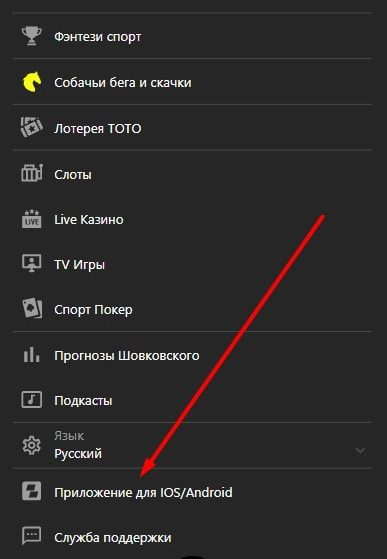 Фэнтези спорт
Собачьи бега и скачки
Лотерея ТОТО
Слоты
LIVE
Live Казино
TV Игры
Спорт Покер
Прогнозы Шовковского
Подкасты
Язык
Русский
Приложение для IOS/Android
Служба поддержки